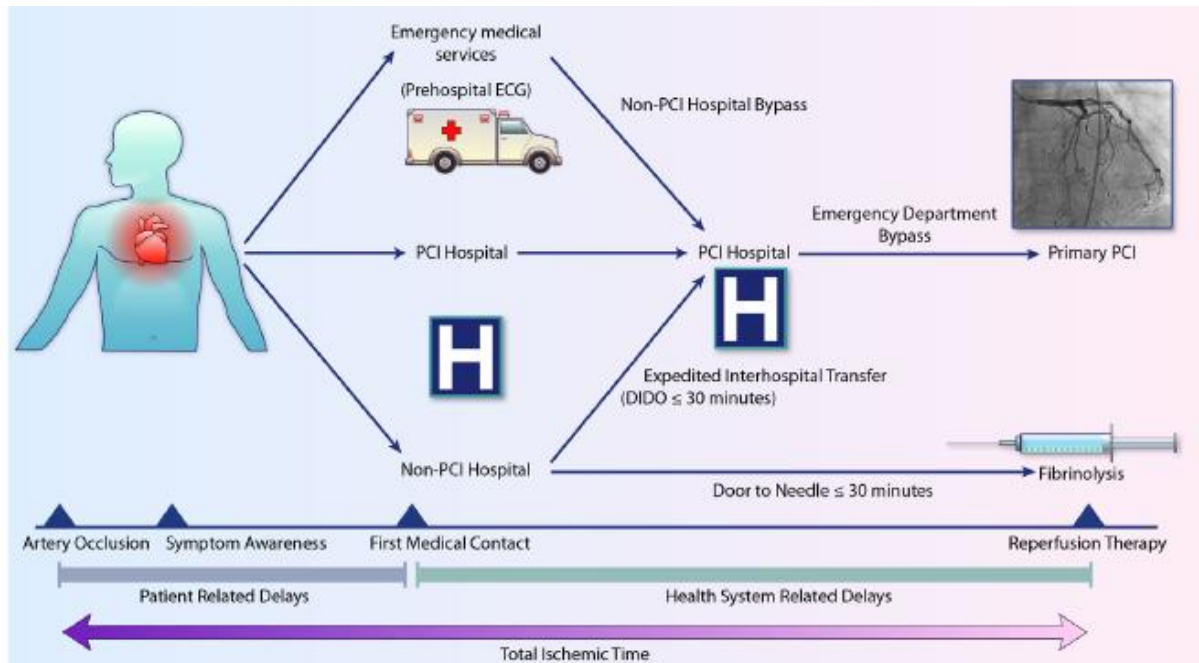 Emergency medical
services
(Prehospital ECG)
Non-PCI Hospital Bypass
Emergency Department
Bypass
PCI Hospital
PCI Hospital
Primary PCI
H
H
Expedited Interhospital Transfer
(DIDO ≤ 30 minutes)
Non-PCI Hospital
Door to Needle ≤ 30 minutes
Fibrinolysis
Artery Occlusion
Symptom Awareness
First Medical Contact
Reperfusion Therapy
Patient Related Delays
Health System Related Delays
Total Ischemic Time